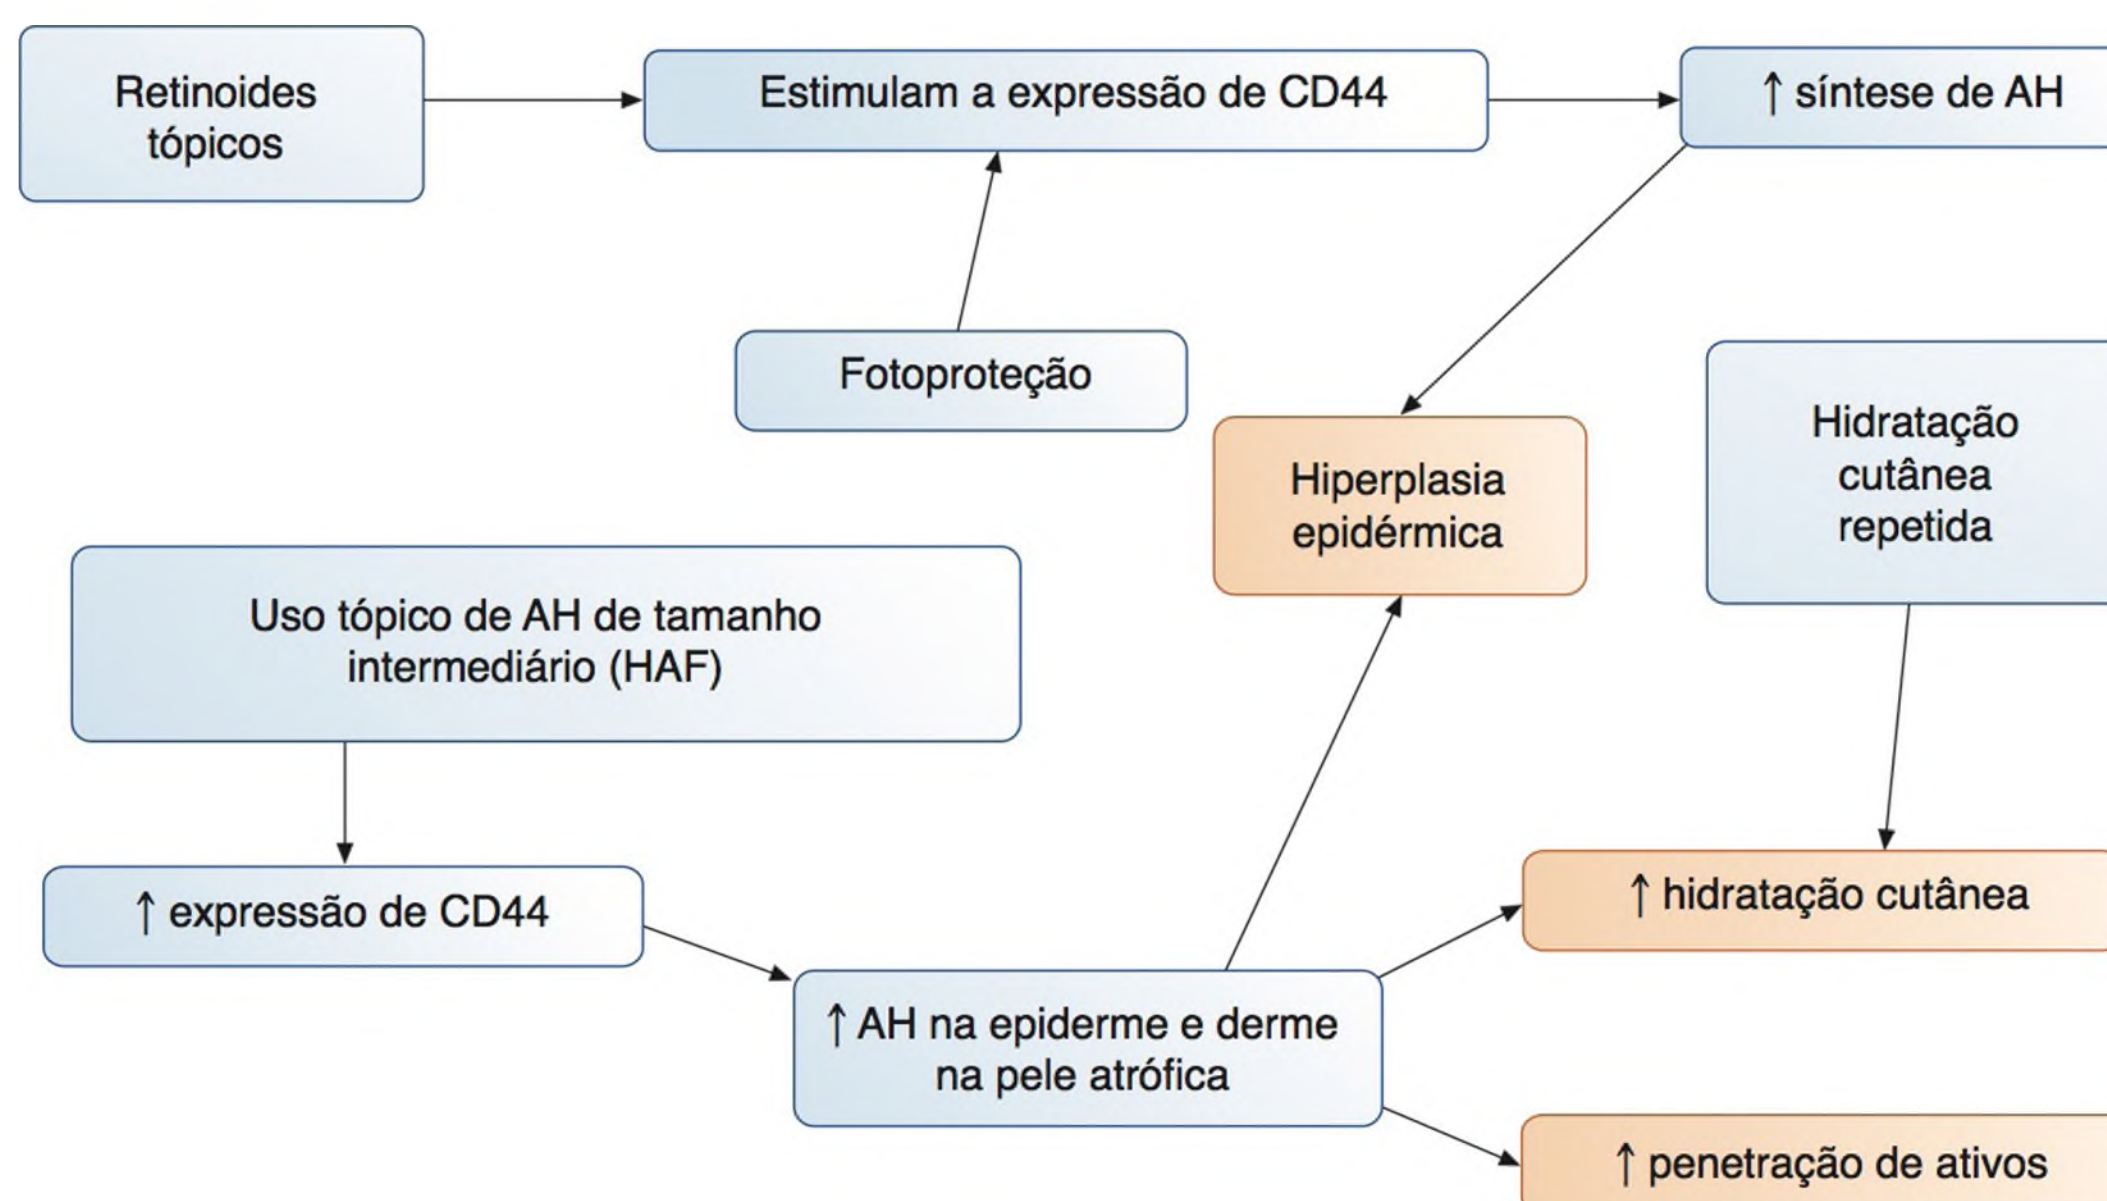 Retinoides
tópicos
Estimulam a expressão de CD44
↑ síntese de AH
Fotoproteção
Hiperplasia
epidérmica
Hidratação
cutânea
repetida
Uso tópico de AH de tamanho
intermediário (HAF)
↑ expressão de CD44
↑ hidratação cutânea
↑ AH na epiderme e derme
na pele atrófica
↑ penetração de ativos